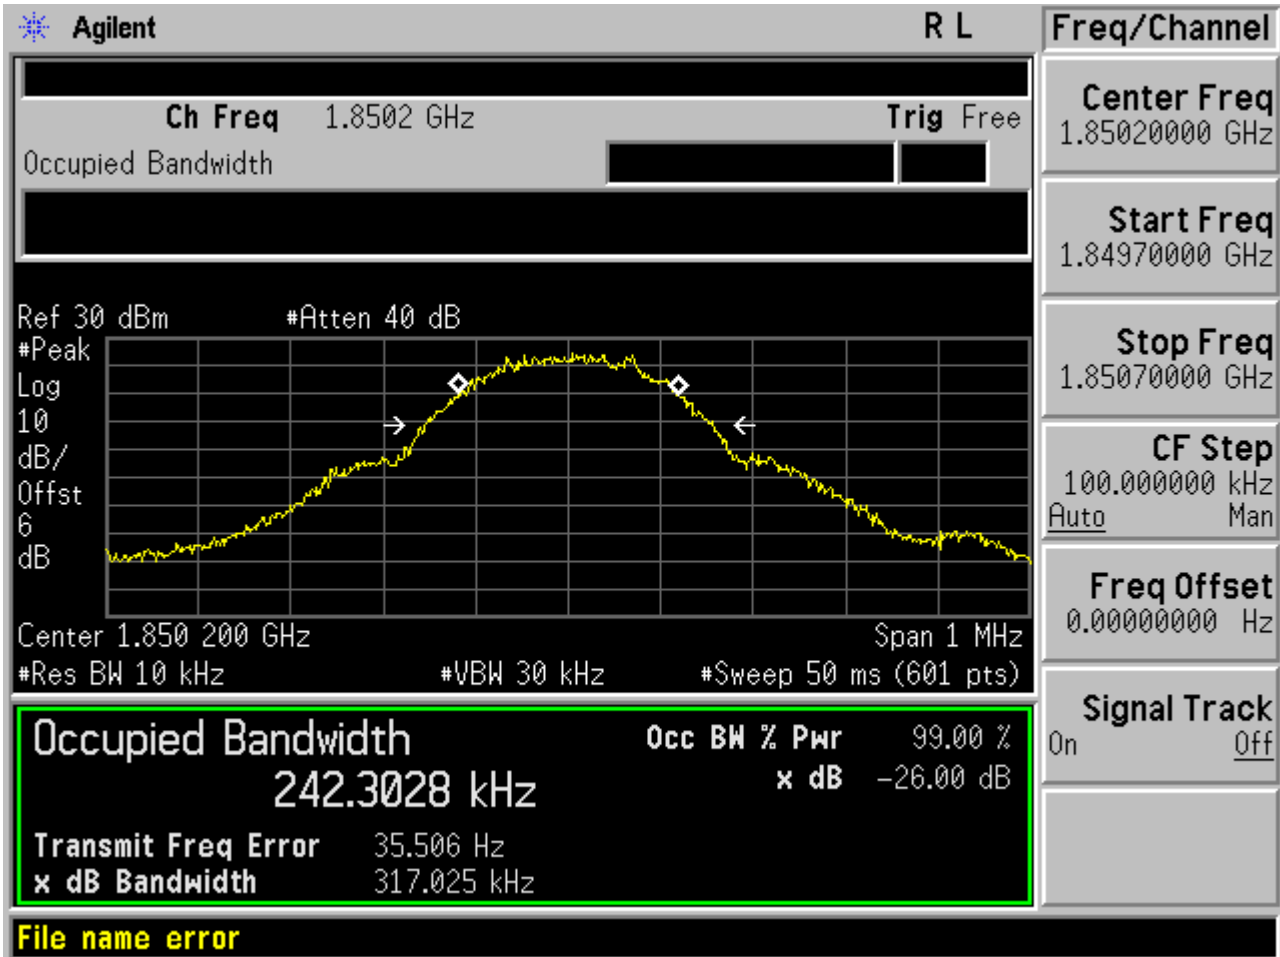 Agilent
R L
Freq/Channel
Ch Freq 1.8502 GHz
Trig Free
Occupied Bandwidth
Center Freq
1.85020000 GHz
Start Freq
1.84970000 GHz
Stop Freq
1.85070000 GHz
CF Step
100.000000 kHz
Auto Man
Freq Offset
0.00000000 Hz
Signal Track
On Off
Ref 30 dBm #Atten 40 dB
#Peak
Log
10
dB/
Offst
6
dB
Center 1.850 200 GHz Span 1 MHz
#Res BW 10 kHz #VBW 30 kHz #Sweep 50 ms (601 pts)
Occupied Bandwidth
242.3028 kHz
Occ BW % Pwr 99.00 %
x dB -26.00 dB
Transmit Freq Error 35.506 Hz
x dB Bandwidth 317.025 kHz
File name error